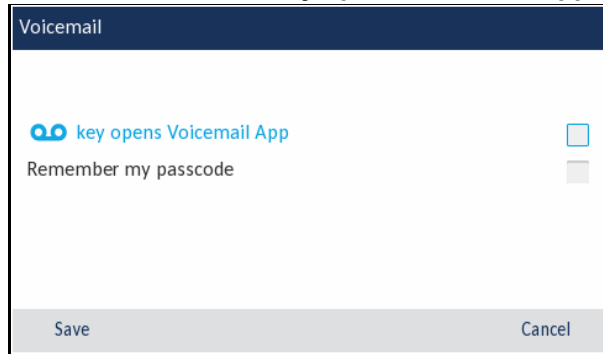 Voicemail
key opens Voicemail App
Remember my passcode
Save
Cancel